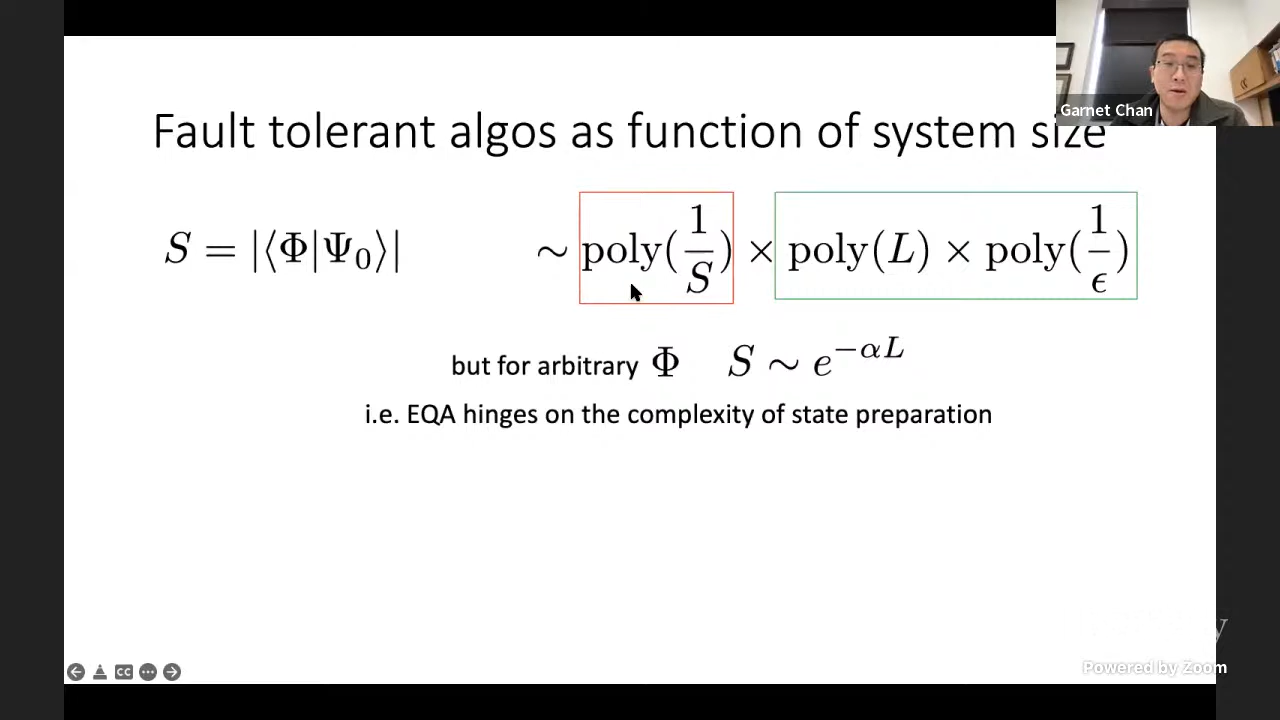 Garnet Chan
Fault tolerant algos as function of system size
S = |⟨Φ|Ψ₀⟩| ∼ poly(1/S) × poly(L) × poly(1/ϵ)
but for arbitrary Φ S ∼ e^{−αL}
i.e. EQA hinges on the complexity of state preparation
y
Powered by Zoom
CC